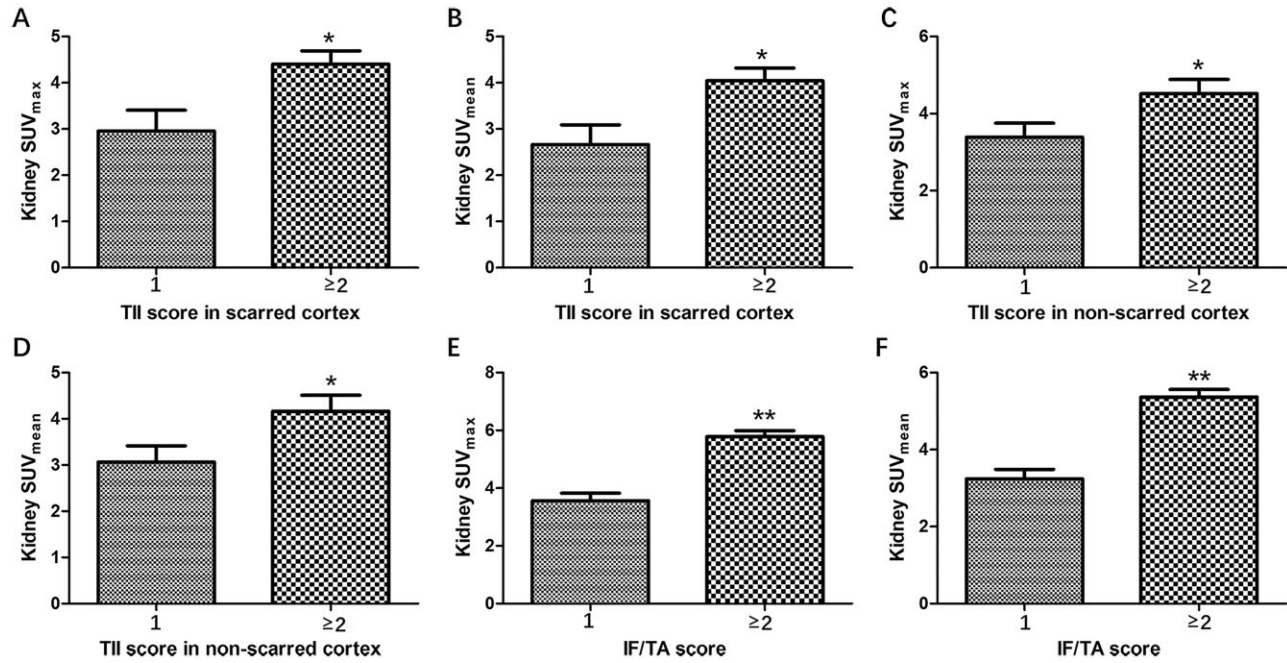 A
Kidney SUVmax
5
4
3
2
1
0
*
1
≥2
TII score in scarred cortex
B
Kidney SUVmean
5
4
3
2
1
0
*
1
≥2
TII score in scarred cortex
C
Kidney SUVmax
6
4
2
0
*
1
≥2
TII score in non-scarred cortex
D
Kidney SUVmean
5
4
3
2
1
0
*
1
≥2
TII score in non-scarred cortex
E
Kidney SUVmax
8
6
4
2
0
**
1
≥2
IF/TA score
F
Kidney SUVmean
6
4
2
0
**
1
≥2
IF/TA score